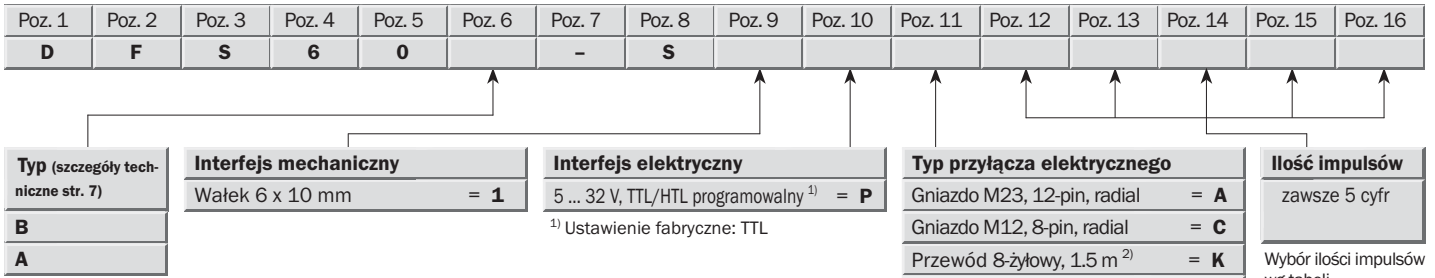 Poz. 1 Poz. 2 Poz. 3 Poz. 4 Poz. 5 Poz. 6 Poz. 7 Poz. 8 Poz. 9 Poz. 10 Poz. 11 Poz. 12 Poz. 13 Poz. 14 Poz. 15 Poz. 16
D F S 6 0 – S
Typ (szczegóły tech-
niczne str. 7)
B
A
Interfejs mechaniczny
Wałek 6 x 10 mm = 1
Interfejs elektryczny
5 ... 32 V, TTL/HTL programowalny 1) = P
1) Ustawienie fabryczne: TTL
Typ przyłącza elektrycznego
Gniazdo M23, 12-pin, radial = A
Gniazdo M12, 8-pin, radial = C
Przewód 8-żyłowy, 1.5 m 2) = K
Ilość impulsów
zawsze 5 cyfr
Wybór ilości impulsów